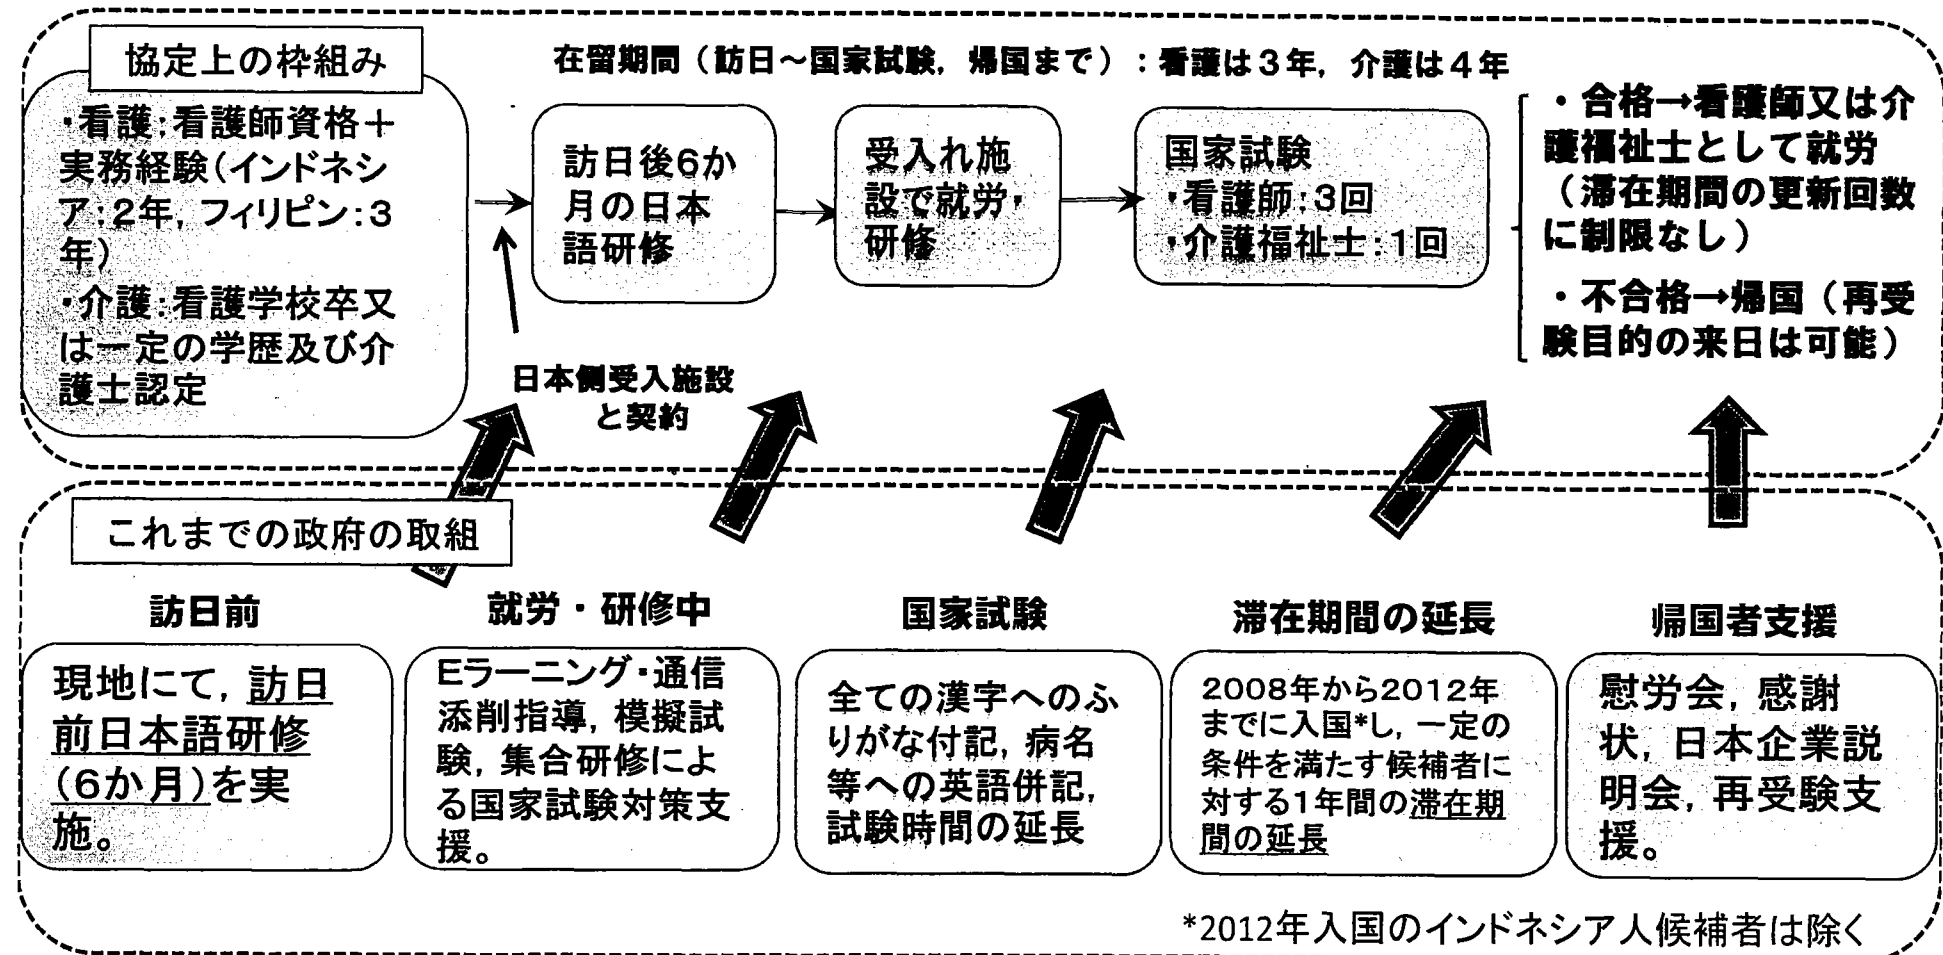 協定上の枠組み
在留期間（訪日～国家試験，帰国まで）：看護は３年，介護は４年
・看護：看護師資格＋
実務経験（インドネシ
ア：2年，フィリピン：3
年）
・介護：看護学校卒又
は一定の学歴及び介
護士認定
訪日後6か
月の日本
語研修
受入れ施
設で就労・
研修
国家試験
・看護師：3回
・介護福祉士：1回
・合格→看護師又は介
護福祉士として就労
（滞在期間の更新回数
に制限なし）
・不合格→帰国（再受
験目的の来日は可能）
日本側受入施設
と契約
これまでの政府の取組
訪日前
現地にて，訪日
前日本語研修
（6か月）を実
施。
就労・研修中
Eラーニング・通信
添削指導，模擬試
験，集合研修によ
る国家試験対策支
援。
国家試験
全ての漢字へのふ
りがな付記，病名
等への英語併記，
試験時間の延長
滞在期間の延長
2008年から2012年
までに入国*し，一定の
条件を満たす候補者に
対する1年間の滞在期
間の延長
帰国者支援
慰労会，感謝
状，日本企業説
明会，再受験支
援。
*2012年入国のインドネシア人候補者は除く